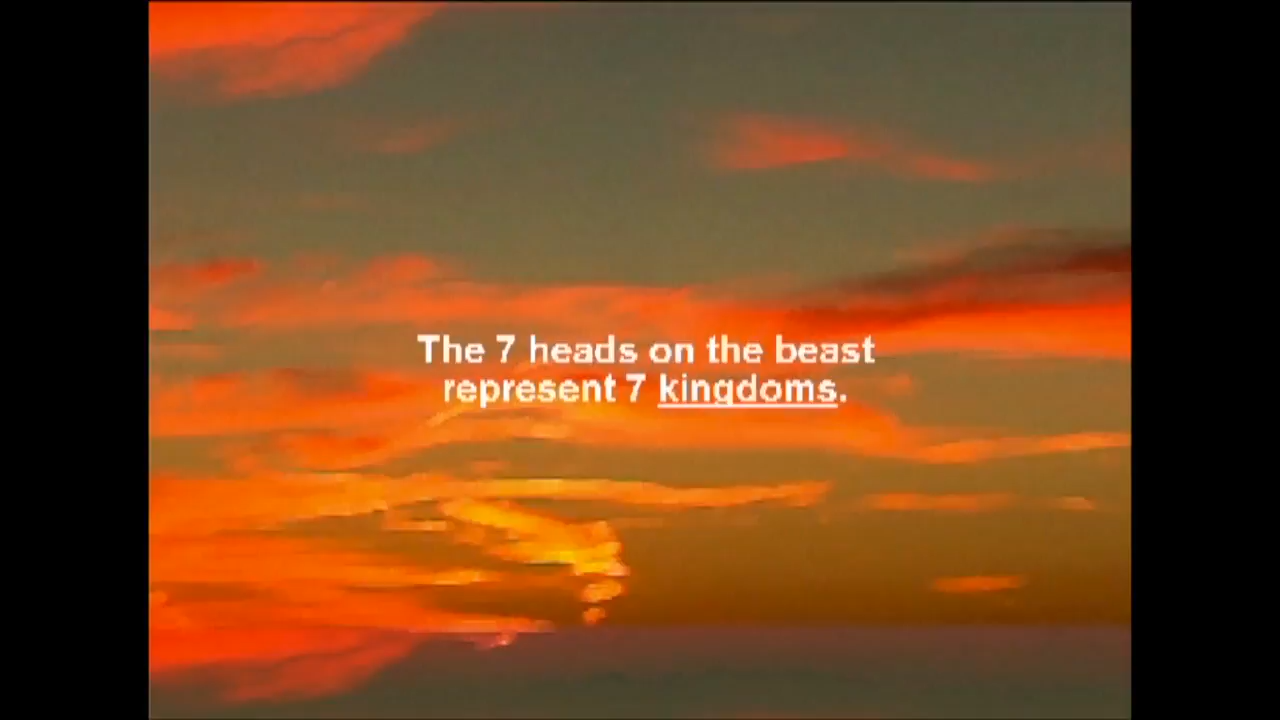 The 7 heads on the beast
represent 7 kingdoms.